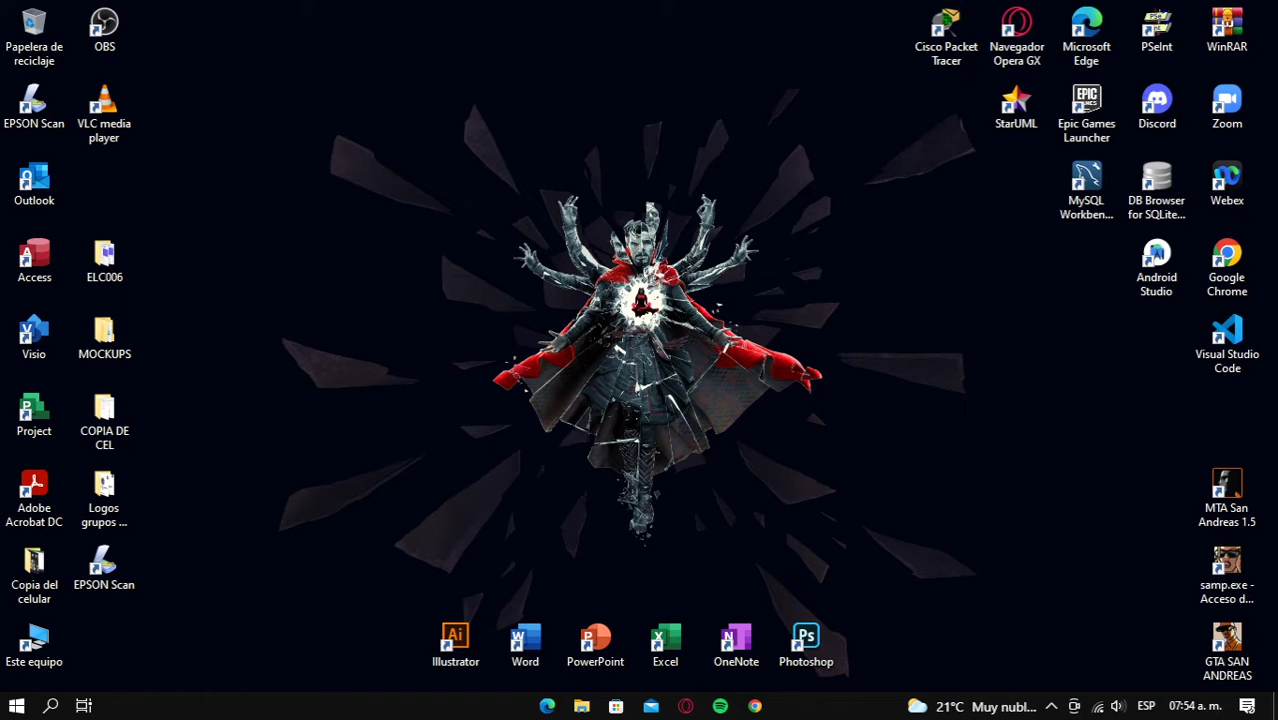 Papelera de
reciclaje
OBS
EPSON Scan
VLC media
player
Outlook
Access
ELC006
Visio
MOCKUPS
Project
COPIA DE
CEL
Adobe
Acrobat DC
Logos
grupos ...
Copia del
celular
EPSON Scan
Este equipo
Illustrator
Word
PowerPoint
Excel
OneNote
Photoshop
Cisco Packet
Tracer
Navegador
Opera GX
Microsoft
Edge
PSeInt
WinRAR
StarUML
Epic Games
Launcher
Discord
Zoom
MySQL
Workben...
DB Browser
for SQLite...
Webex
Android
Studio
Google
Chrome
Visual Studio
Code
MTA San
Andreas 1.5
samp.exe -
Acceso d...
GTA SAN
ANDREAS
21°C Muy nubl...
ESP
07:54 a. m.